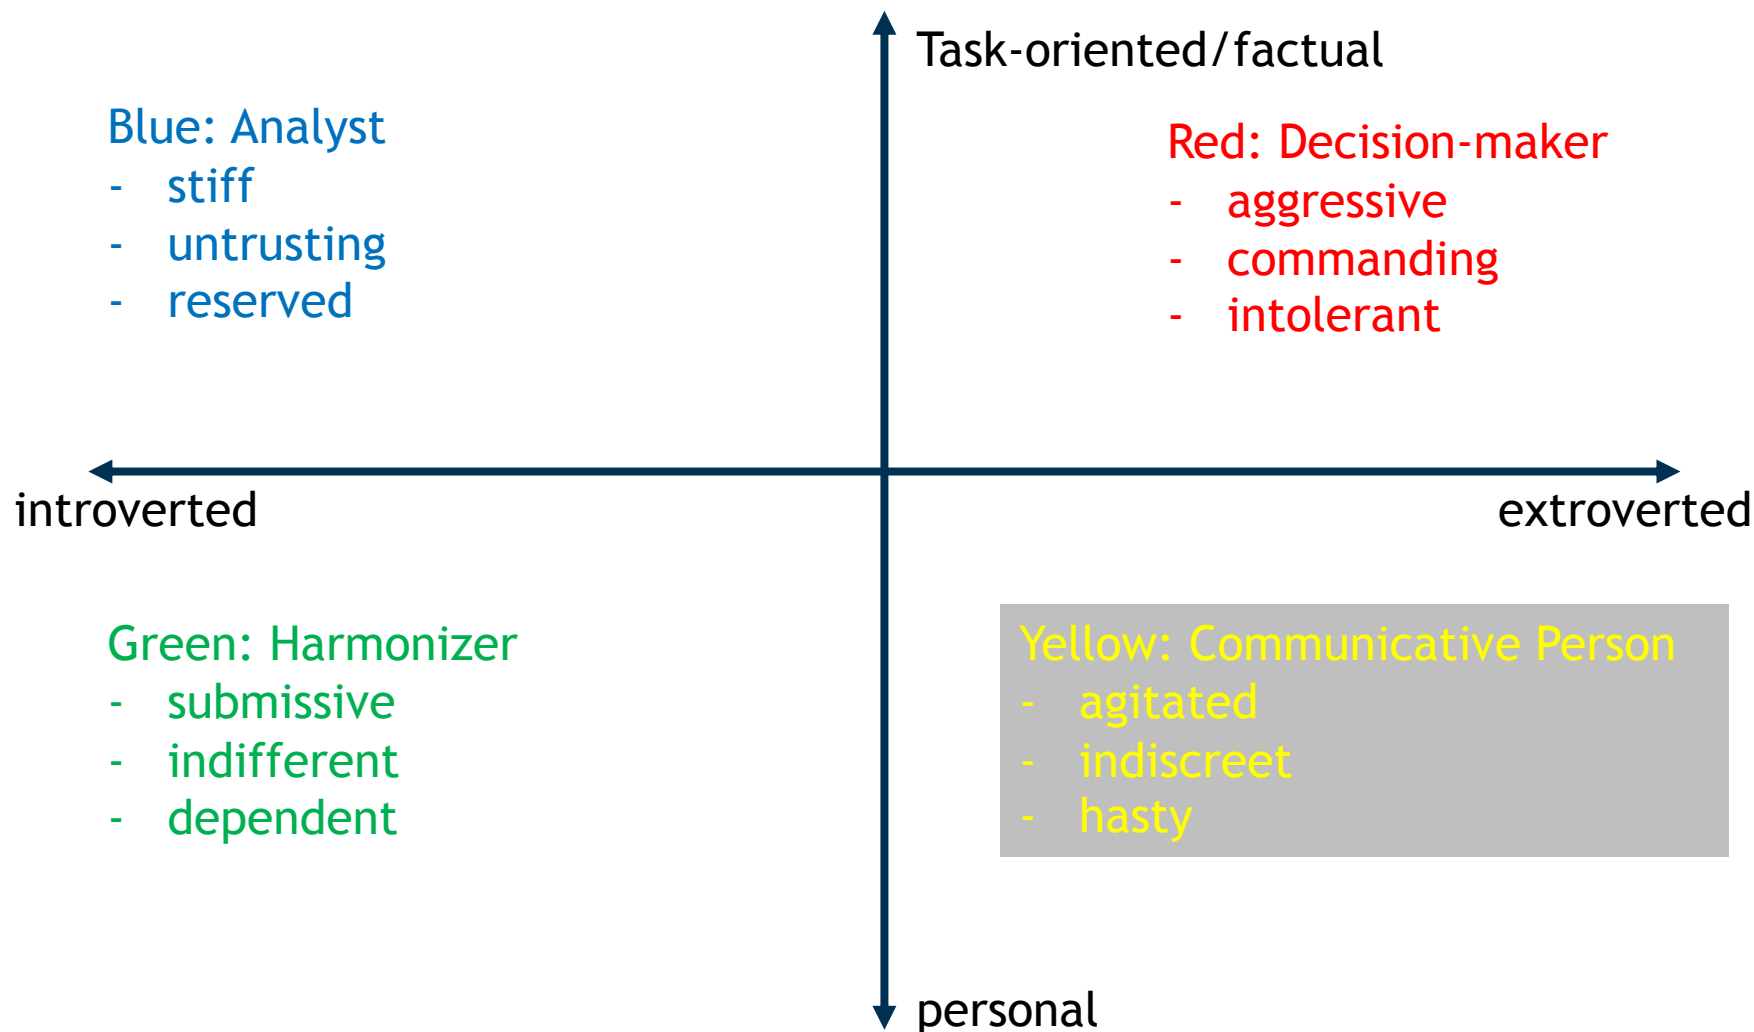 Task-oriented/factual
Blue: Analyst
- stiff
- untrusting
- reserved
Red: Decision-maker
- aggressive
- commanding
- intolerant
introverted
extroverted
Green: Harmonizer
- submissive
- indifferent
- dependent
Yellow: Communicative Person
- agitated
- indiscreet
- hasty
personal